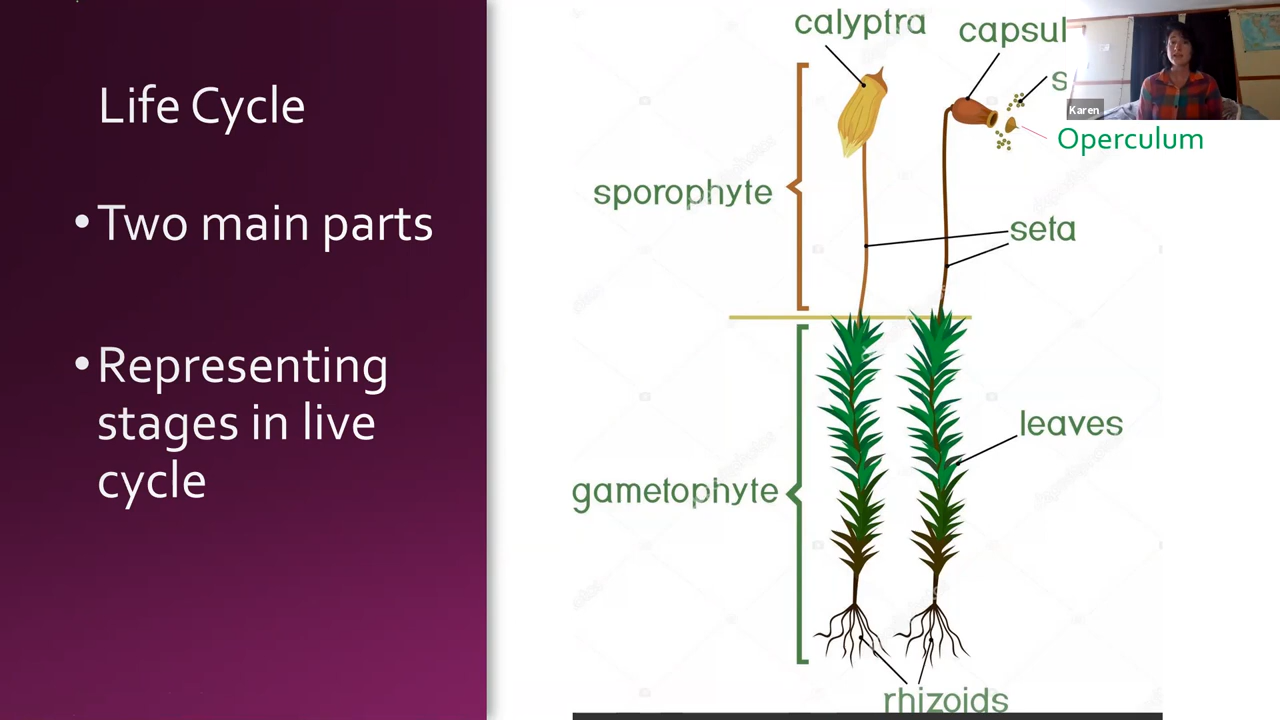 Life Cycle
• Two main parts
• Representing
stages in live
cycle
calyptra
capsul
s
Karen
Operculum
sporophyte
seta
leaves
gametophyte
rhizoids